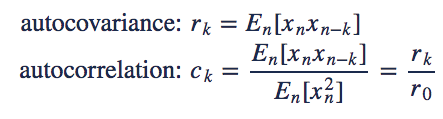 autocovariance: r_k = E_n[x_n x_{n−k}]
autocorrelation: c_k = E_n[x_n x_{n−k}] / E_n[x_n^2] = r_k / r_0